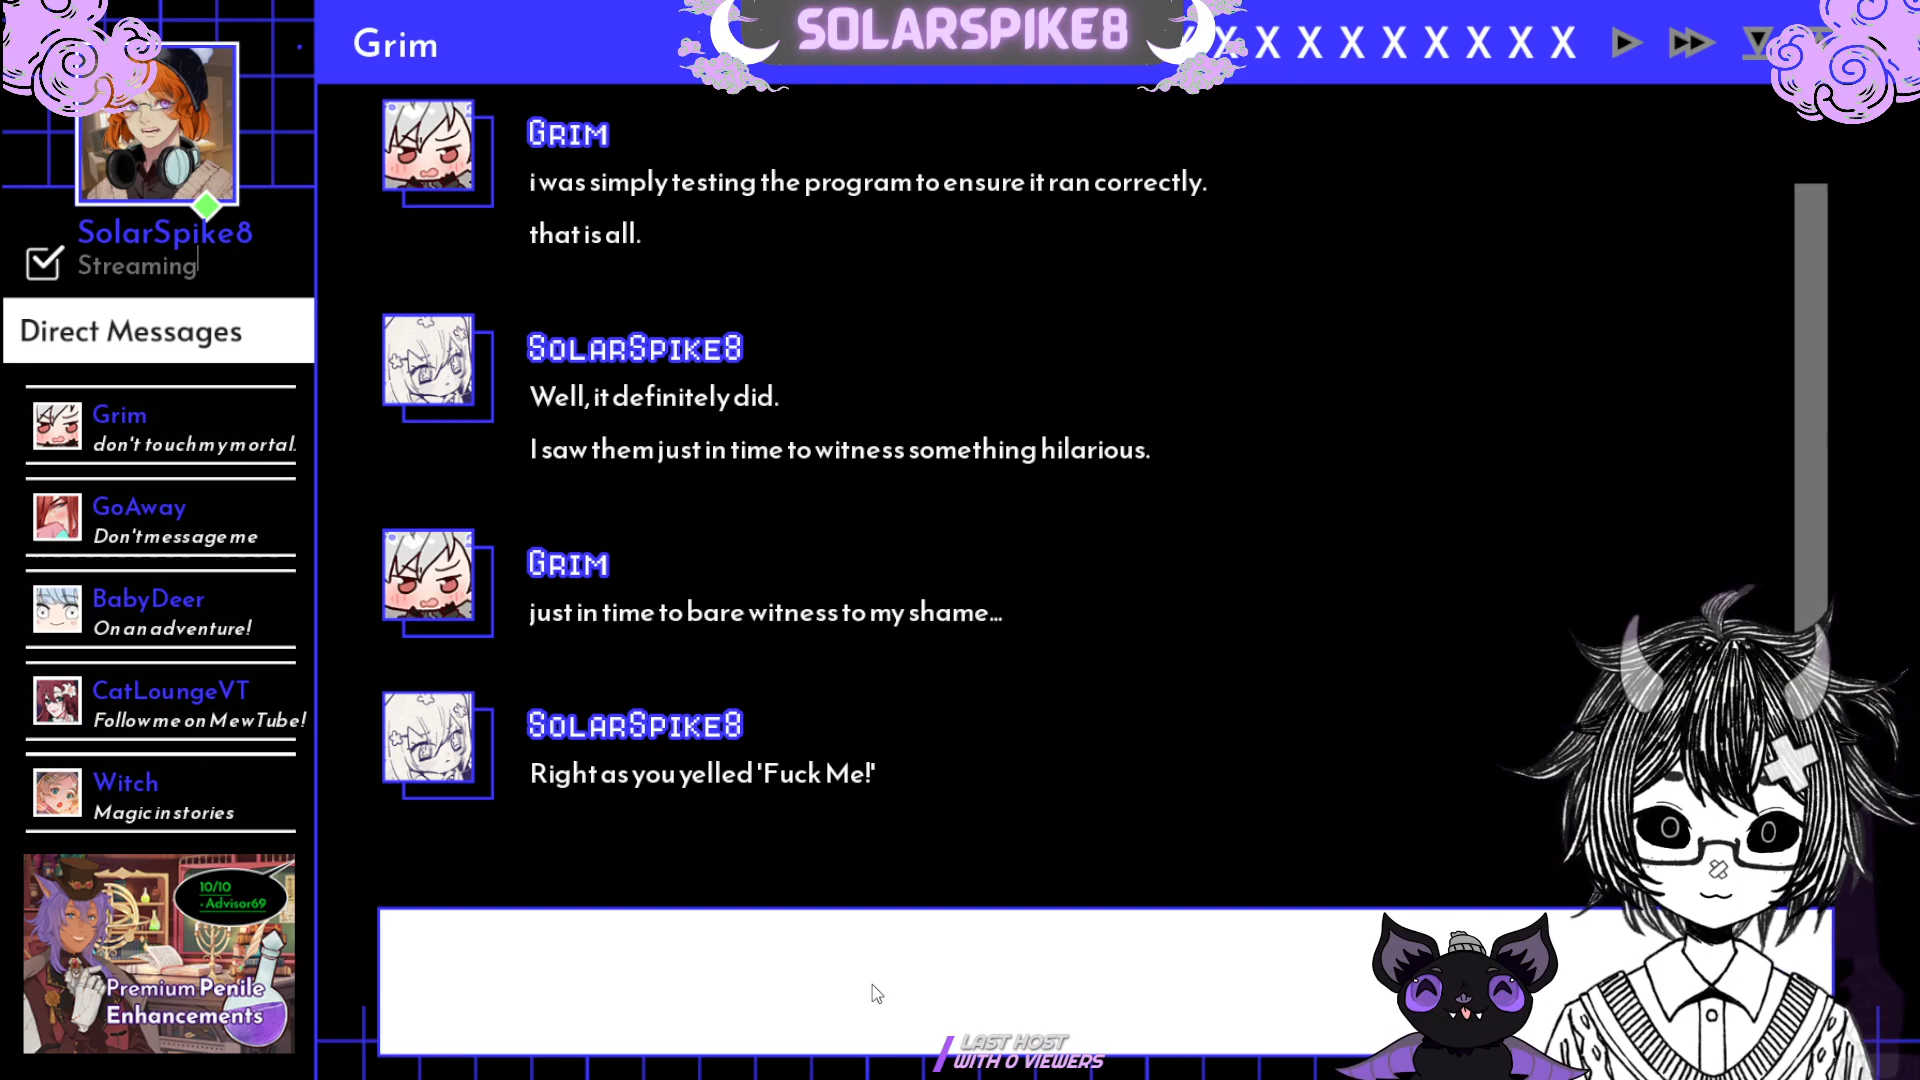 SOLARSPIKE8
Grim
X X X X X X X X X
SolarSpike8
Streaming
Direct Messages
Grim
don't touch my mortal.
GoAway
Don't message me
BabyDeer
On an adventure!
CatLoungeVT
Follow me on MewTube!
Witch
Magic in stories
10/10
- Advisor69
Premium Penile
Enhancements
Grim
i was simply testing the program to ensure it ran correctly.
that is all.
SolarSpike8
Well, it definitely did.
I saw them just in time to witness something hilarious.
Grim
just in time to bare witness to my shame...
SolarSpike8
Right as you yelled 'Fuck Me!'
LAST HOST
WITH 0 VIEWERS